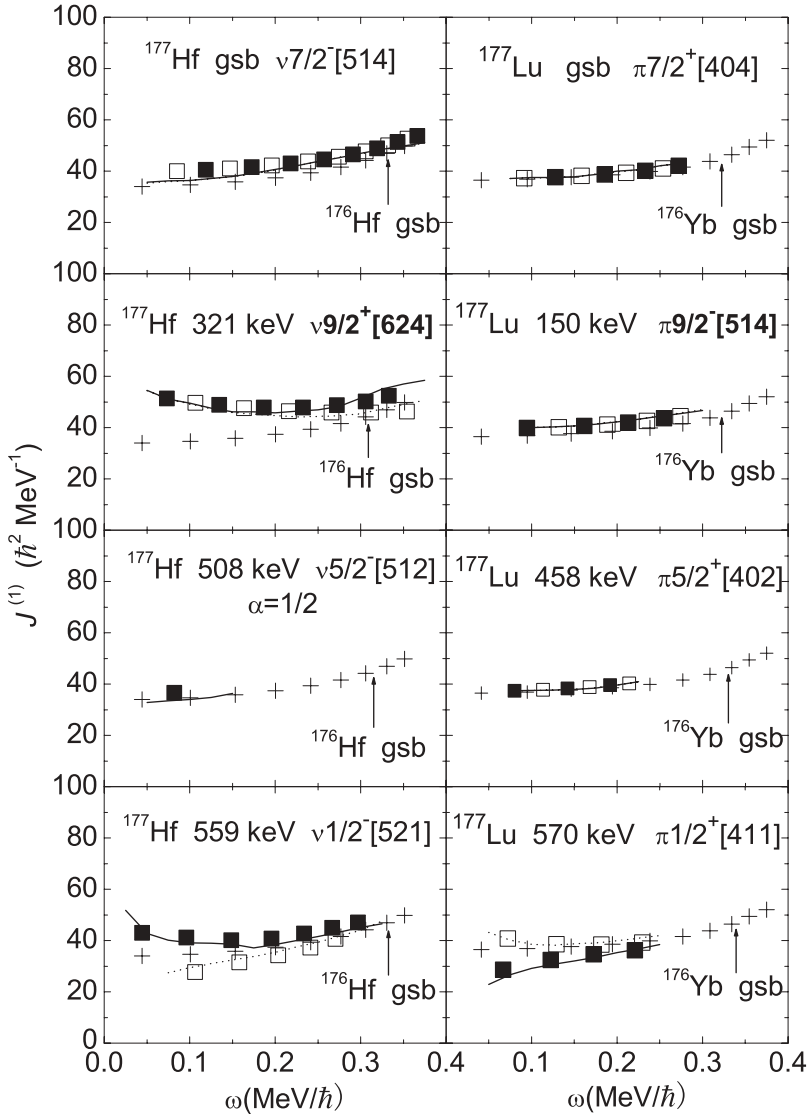 100
80
60
40
20
100
80
60
40
20
100
80
60
40
20
100
80
60
40
20
0
J⁽¹⁾ (ℏ² MeV⁻¹)
¹⁷⁷Hf gsb ν7/2⁻[514]
¹⁷⁶Hf gsb
¹⁷⁷Lu gsb π7/2⁺[404]
¹⁷⁶Yb gsb
¹⁷⁷Hf 321 keV ν9/2⁺[624]
¹⁷⁶Hf gsb
¹⁷⁷Lu 150 keV π9/2⁻[514]
¹⁷⁶Yb gsb
¹⁷⁷Hf 508 keV ν5/2⁻[512]
α=1/2
¹⁷⁶Hf gsb
¹⁷⁷Lu 458 keV π5/2⁺[402]
¹⁷⁶Yb gsb
¹⁷⁷Hf 559 keV ν1/2⁻[521]
¹⁷⁶Hf gsb
¹⁷⁷Lu 570 keV π1/2⁺[411]
¹⁷⁶Yb gsb
0.0 0.1 0.2 0.3 0.4 0.1 0.2 0.3 0.4
ω(MeV/ℏ) ω(MeV/ℏ)